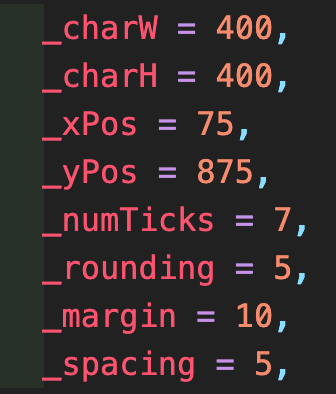 _charW = 400,
_charH = 400,
_xPos = 75,
_yPos = 875,
_numTicks = 7,
_rounding = 5,
_margin = 10,
_spacing = 5,